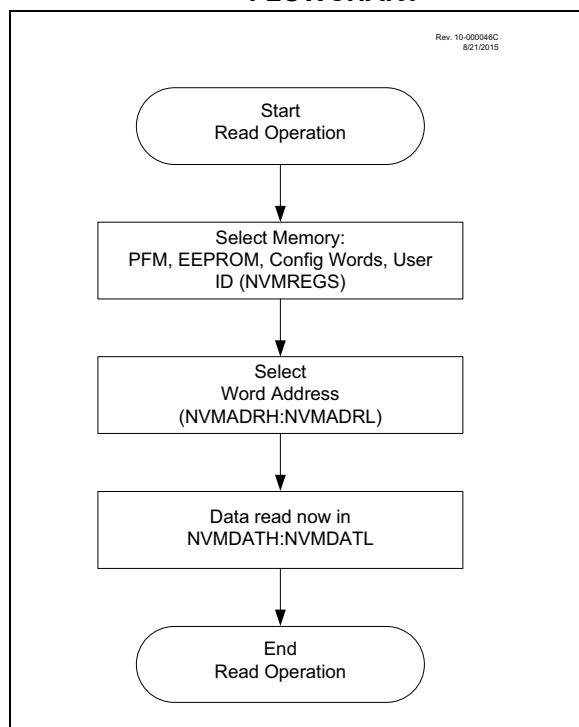 FLOWCHART
Rev. 10-000046C
8/21/2015
Start
Read Operation
Select Memory:
PFM, EEPROM, Config Words, User
ID (NVMREGS)
Select
Word Address
(NVMADRH:NVMADRL)
Data read now in
NVMDATH:NVMDATL
End
Read Operation